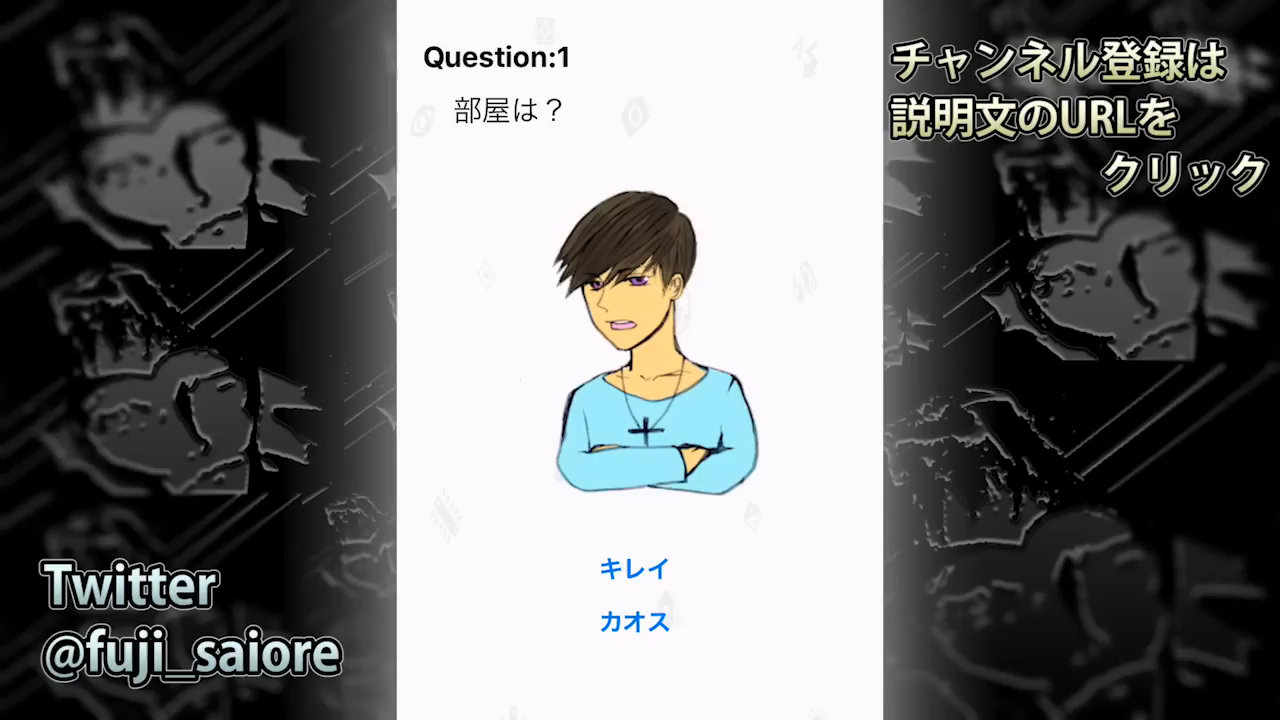 Question:1
部屋は？
キレイ
カオス
チャンネル登録は
説明文のURLを
クリック
Twitter
@fuji_saiore